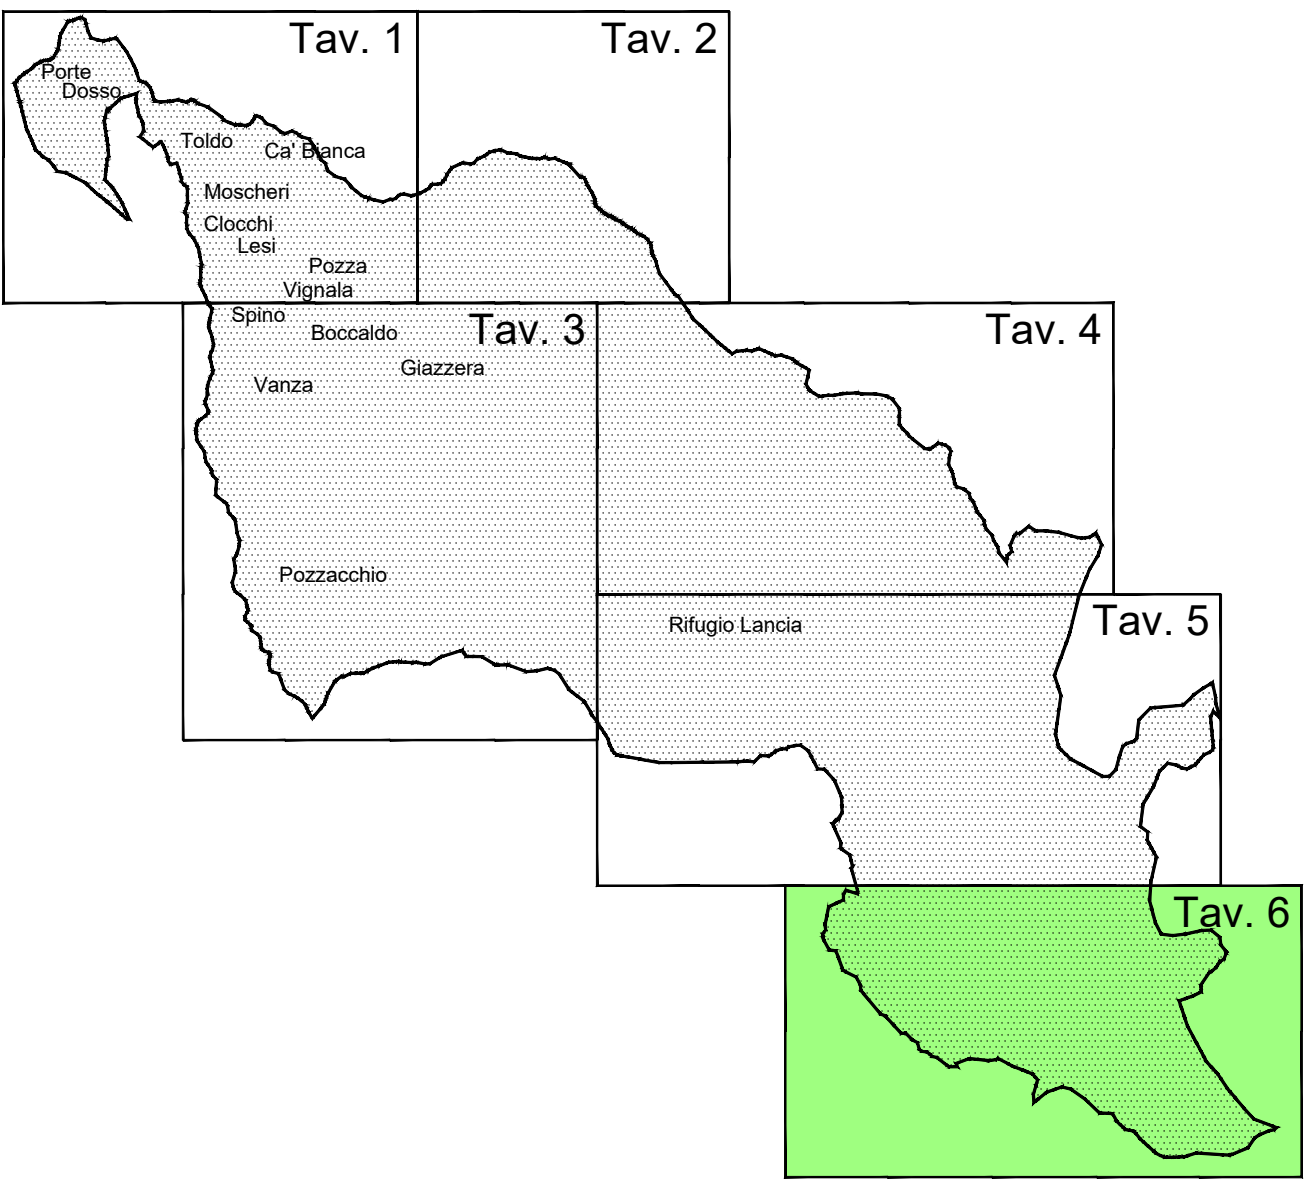 Tav. 1
Tav. 2
Porte
Dosso
Toldo
Ca' Bianca
Moscheri
Clocchi
Lesi
Pozza
Vignala
Spino
Boccaldo
Tav. 3
Tav. 4
Giazzera
Vanza
Pozzacchio
Rifugio Lancia
Tav. 5
Tav. 6